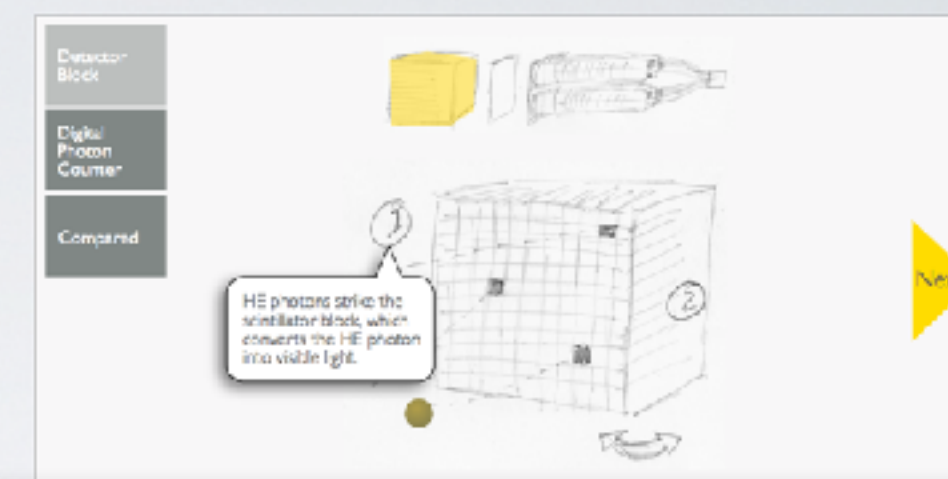 Detector
Block
Digital
Photon
Counter
Compared
1
HE photons strike the
scintillator block, which
converts the HE photon
into visible light.
2